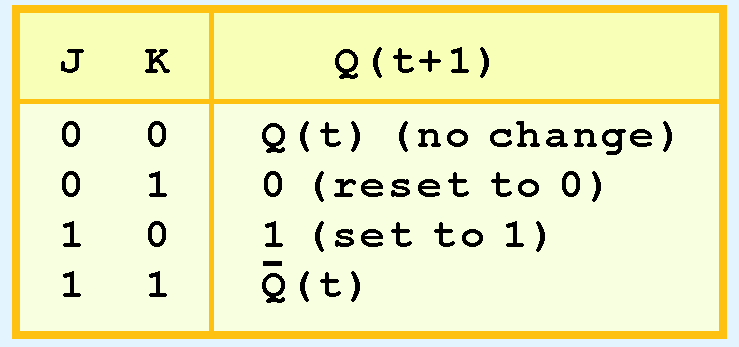 J K Q(t+1)
0 0 Q(t) (no change)
0 1 0 (reset to 0)
1 0 1 (set to 1)
1 1 Q̅(t)